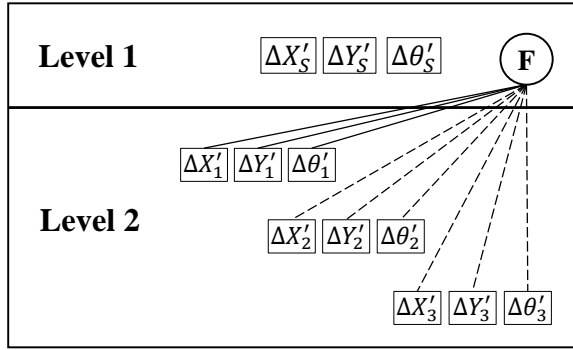 Level 1 ΔX′_S ΔY′_S Δθ′_S F
ΔX′_1 ΔY′_1 Δθ′_1
Level 2 ΔX′_2 ΔY′_2 Δθ′_2
ΔX′_3 ΔY′_3 Δθ′_3